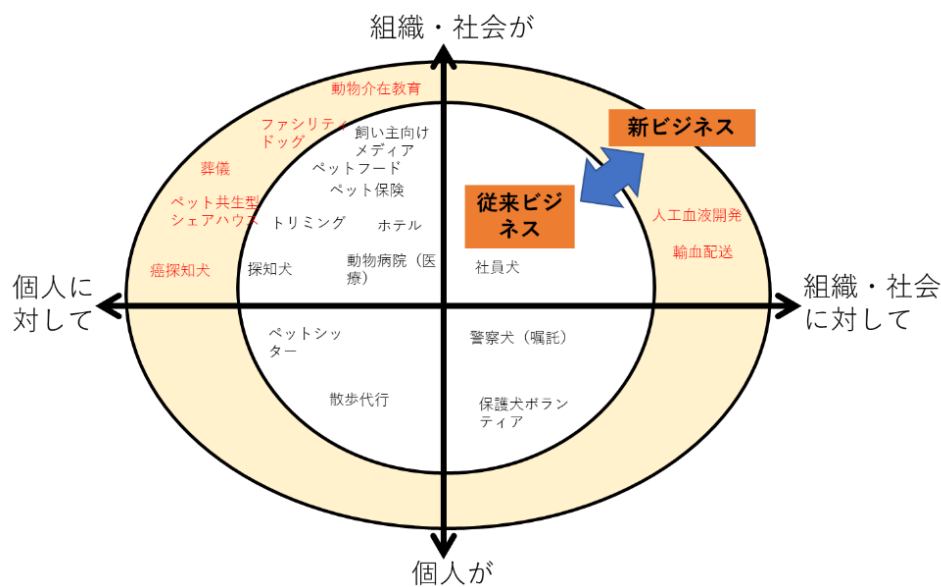 組織・社会が
動物介在教育
ファシリティ
ドッグ
飼い主向け
メディア
ペットフード
ペット保険
葬儀
ペット共生型
シェアハウス
トリミング
ホテル
癌探知犬
探知犬
動物病院（医
療）
新ビジネス
従来ビジ
ネス
人工血液開発
輸血配送
社員犬
個人に
対して
組織・社会
に対して
ペットシッ
ター
散歩代行
警察犬（嘱託）
保護犬ボラン
ティア
個人が